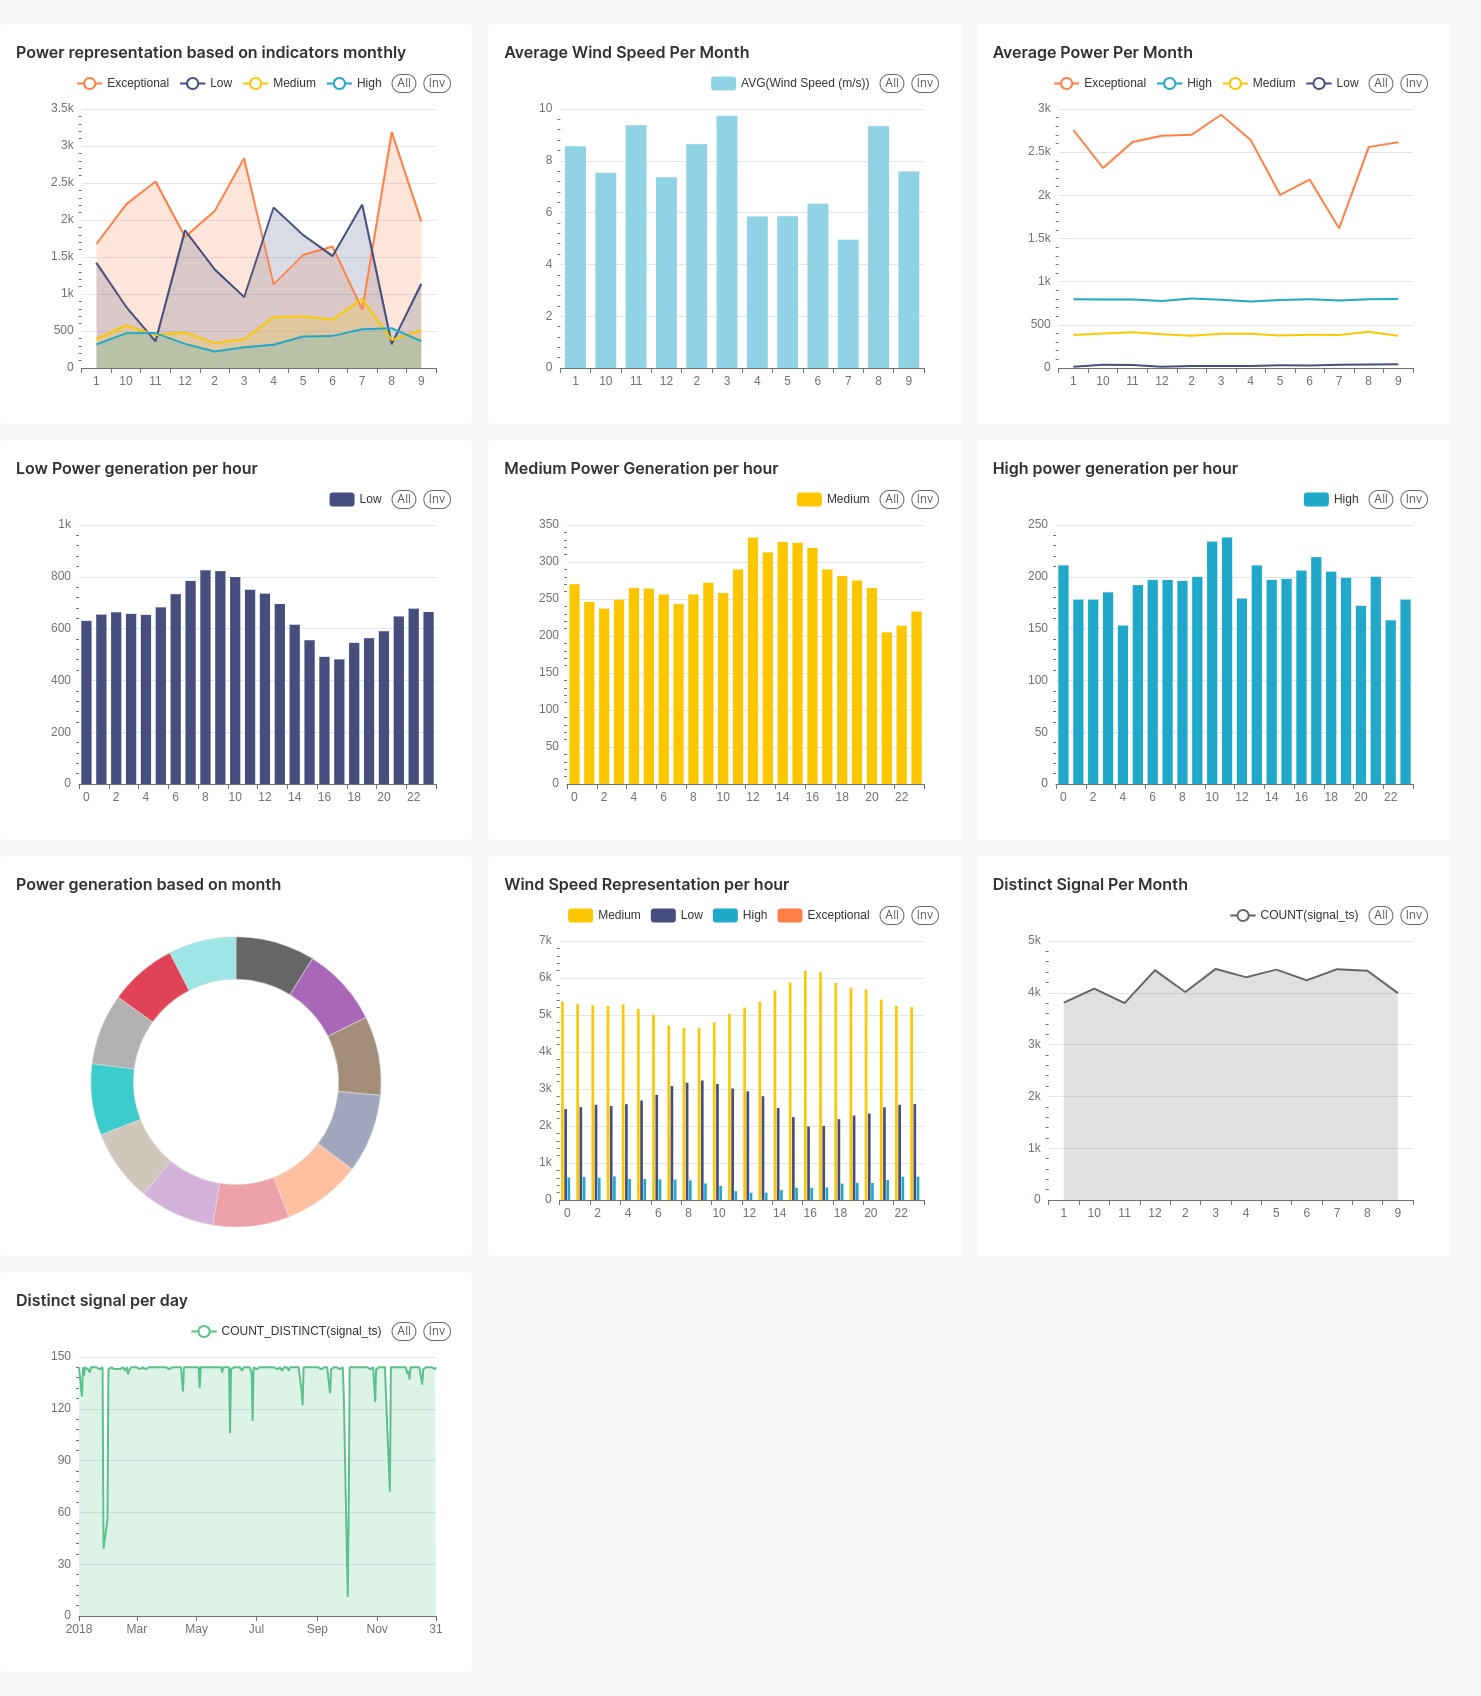 Power representation based on indicators monthly
Exceptional Low Medium High All Inv
3.5k
3k
2.5k
2k
1.5k
1k
500
0
1 10 11 12 2 3 4 5 6 7 8 9
Average Wind Speed Per Month
AVG(Wind Speed (m/s)) All Inv
10
8
6
4
2
0
1 10 11 12 2 3 4 5 6 7 8 9
Average Power Per Month
Exceptional High Medium Low All Inv
3k
2.5k
2k
1.5k
1k
500
0
1 10 11 12 2 3 4 5 6 7 8 9
Low Power generation per hour
Low All Inv
1k
800
600
400
200
0
0 2 4 6 8 10 12 14 16 18 20 22
Medium Power Generation per hour
Medium All Inv
350
300
250
200
150
100
50
0
0 2 4 6 8 10 12 14 16 18 20 22
High power generation per hour
High All Inv
250
200
150
100
50
0
0 2 4 6 8 10 12 14 16 18 20 22
Power generation based on month
Wind Speed Representation per hour
Medium Low High Exceptional All Inv
7k
6k
5k
4k
3k
2k
1k
0
0 2 4 6 8 10 12 14 16 18 20 22
Distinct Signal Per Month
COUNT(signal_ts) All Inv
5k
4k
3k
2k
1k
0
1 10 11 12 2 3 4 5 6 7 8 9
Distinct signal per day
COUNT_DISTINCT(signal_ts) All Inv
150
120
90
60
30
0
2018 Mar May Jul Sep Nov 31